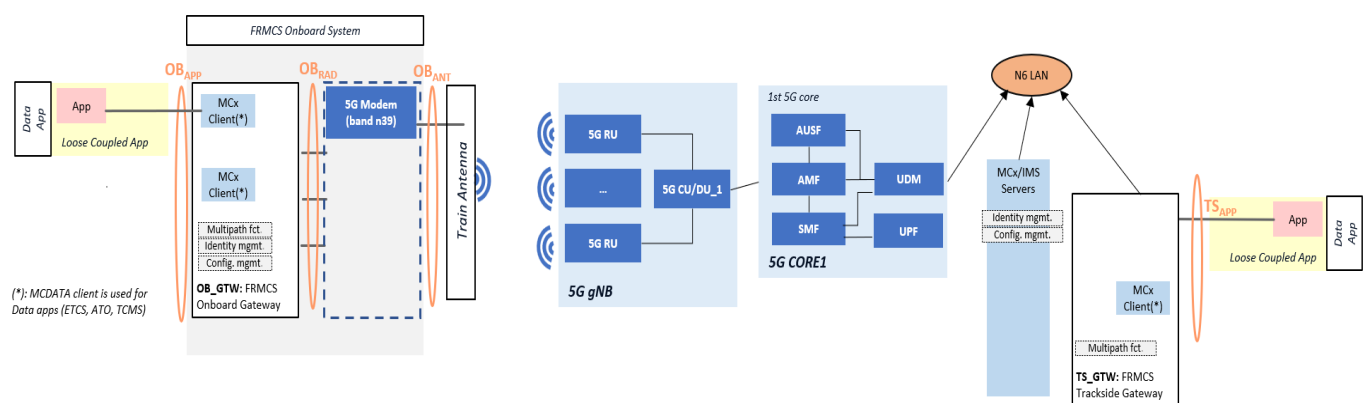 FRMCS Onboard System
OB_APP
OB_RAD
OB_ANT
Data
App
App
Loose Coupled App
MCx
Client(*)
MCx
Client(*)
Multipath fct.
Identity mgmt.
Config. mgmt.
OB_GTW: FRMCS
Onboard Gateway
(*): MCDATA client is used for
Data apps (ETCS, ATO, TCMS)
5G Modem
(band n39)
Train Antenna
5G RU
...
5G RU
5G CU/DU_1
5G gNB
1st 5G core
AUSF
AMF
SMF
UDM
UPF
5G CORE1
N6 LAN
MCx/IMS
Servers
Identity mgmt.
Config. mgmt.
TS_APP
MCx
Client(*)
Multipath fct.
TS_GTW: FRMCS
Trackside Gateway
App
Loose Coupled App
Data
App